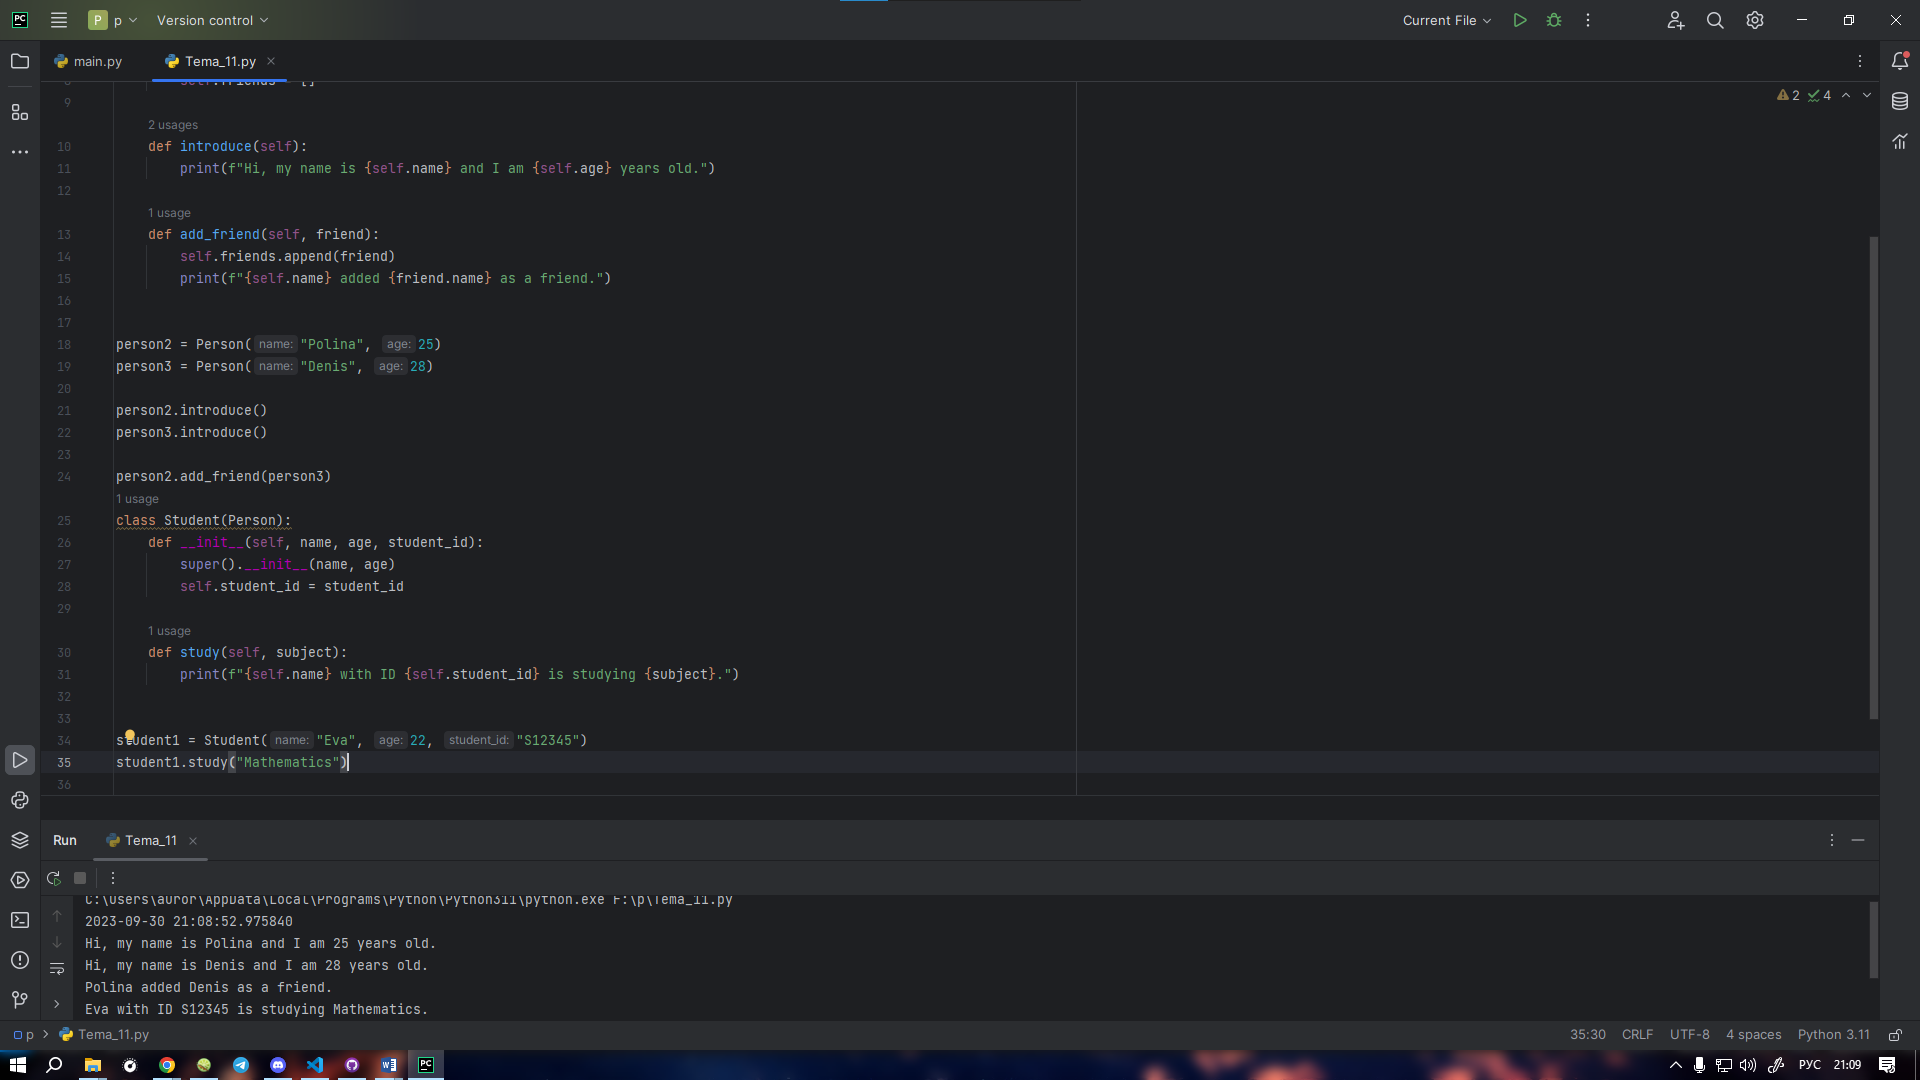 PC P p Version control Current File
main.py Tema_11.py
8 self.friends = []
9 2 4
2 usages
10 def introduce(self):
11 print(f"Hi, my name is {self.name} and I am {self.age} years old.")
12
1 usage
13 def add_friend(self, friend):
14 self.friends.append(friend)
15 print(f"{self.name} added {friend.name} as a friend.")
16
17
18 person2 = Person( name: "Polina", age: 25)
19 person3 = Person( name: "Denis", age: 28)
20
21 person2.introduce()
22 person3.introduce()
23
24 person2.add_friend(person3)
1 usage
25 class Student(Person):
26 def __init__(self, name, age, student_id):
27 super().__init__(name, age)
28 self.student_id = student_id
29
1 usage
30 def study(self, subject):
31 print(f"{self.name} with ID {self.student_id} is studying {subject}.")
32
33
34 student1 = Student( name: "Eva", age: 22, student_id: "S12345")
35 student1.study("Mathematics")
36
Run Tema_11
C:\Users\auror\AppData\Local\Programs\Python\Python311\python.exe F:\p\Tema_11.py
2023-09-30 21:08:52.975840
Hi, my name is Polina and I am 25 years old.
Hi, my name is Denis and I am 28 years old.
Polina added Denis as a friend.
Eva with ID S12345 is studying Mathematics.
p Tema_11.py 35:30 CRLF UTF-8 4 spaces Python 3.11
PC РУС 21:09